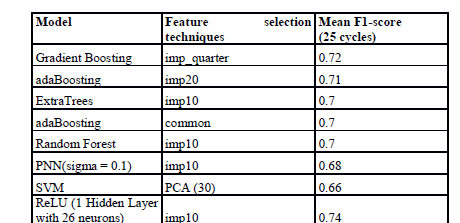 Model Feature selection Mean F1-score
techniques (25 cycles)
Gradient Boosting imp_quarter 0.72
adaBoosting imp20 0.71
ExtraTrees imp10 0.7
adaBoosting common 0.7
Random Forest imp10 0.7
PNN(sigma = 0.1) imp10 0.68
SVM PCA (30) 0.66
ReLU (1 Hidden Layer
with 26 neurons) imp10 0.74